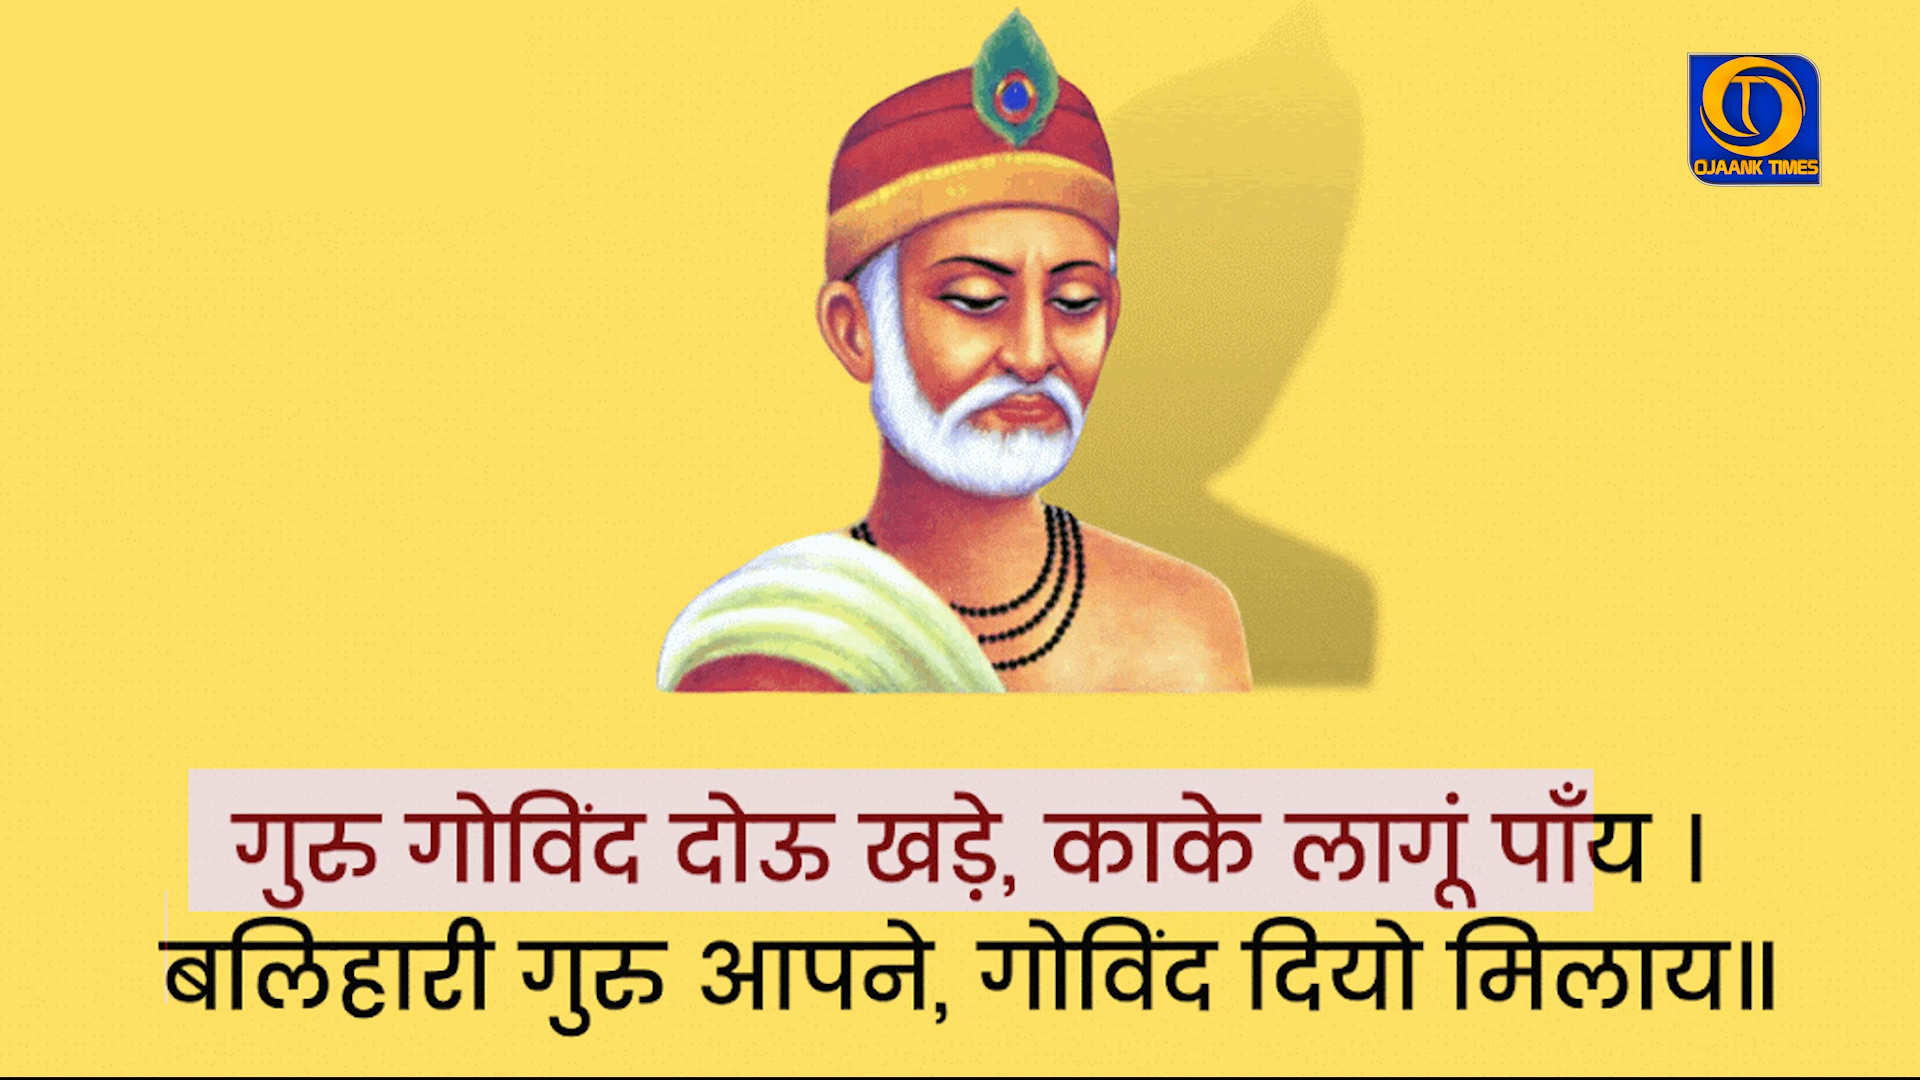 OJAANK TIMES
गुरु गोविंद दोऊ खड़े, काके लागूं पाँय ।
बलिहारी गुरु आपने, गोविंद दियो मिलाय॥